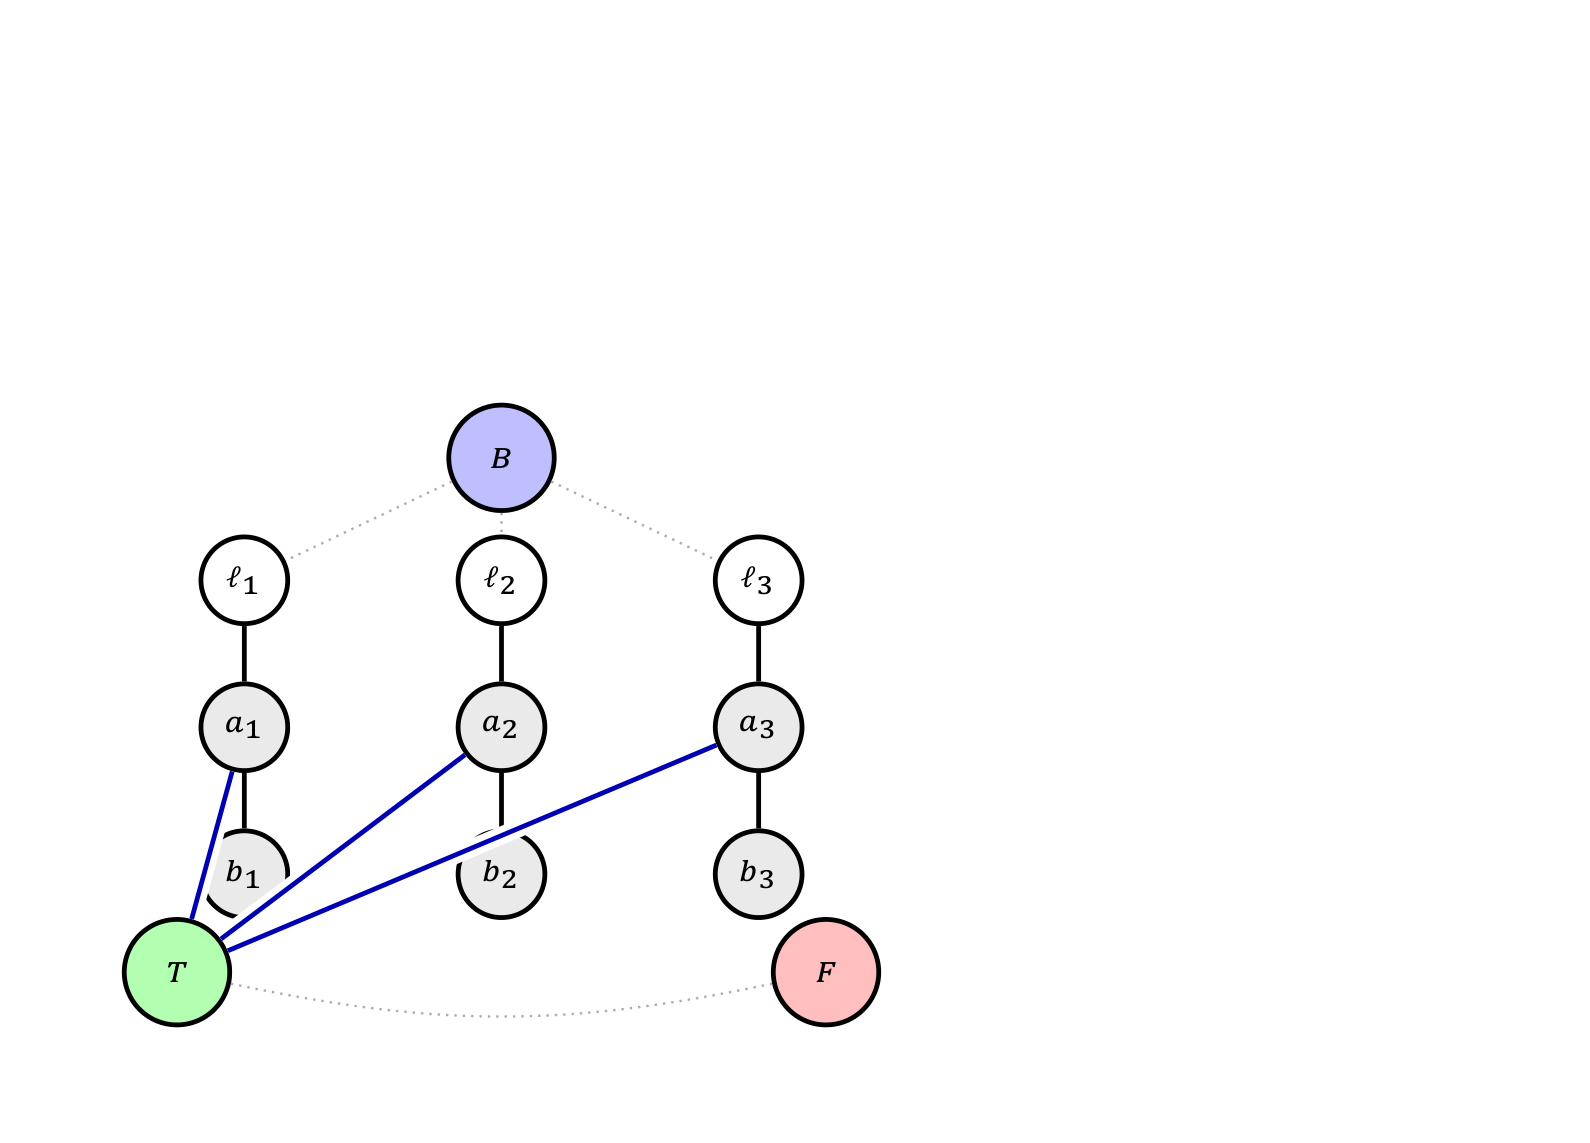 B
ℓ1 ℓ2 ℓ3
a1 a2 a3
b1 b2 b3
T F